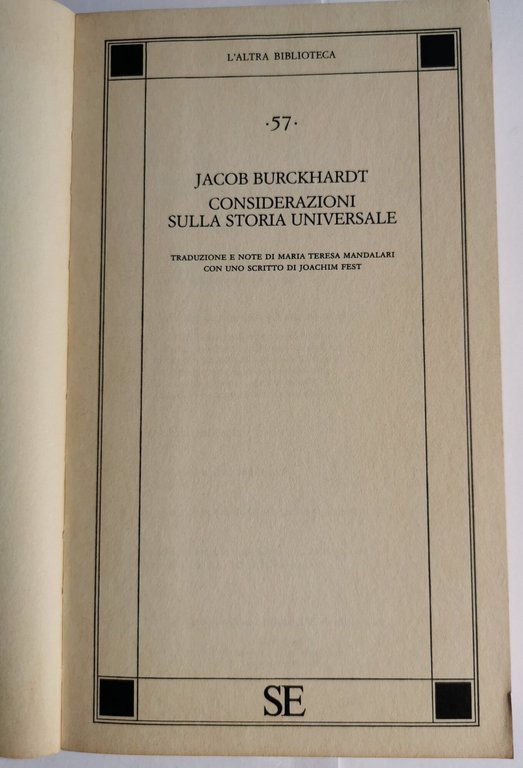 L'ALTRA BIBLIOTECA
·57·
JACOB BURCKHARDT
CONSIDERAZIONI
SULLA STORIA UNIVERSALE
TRADUZIONE E NOTE DI MARIA TERESA MANDALARI
CON UNO SCRITTO DI JOACHIM FEST
SE